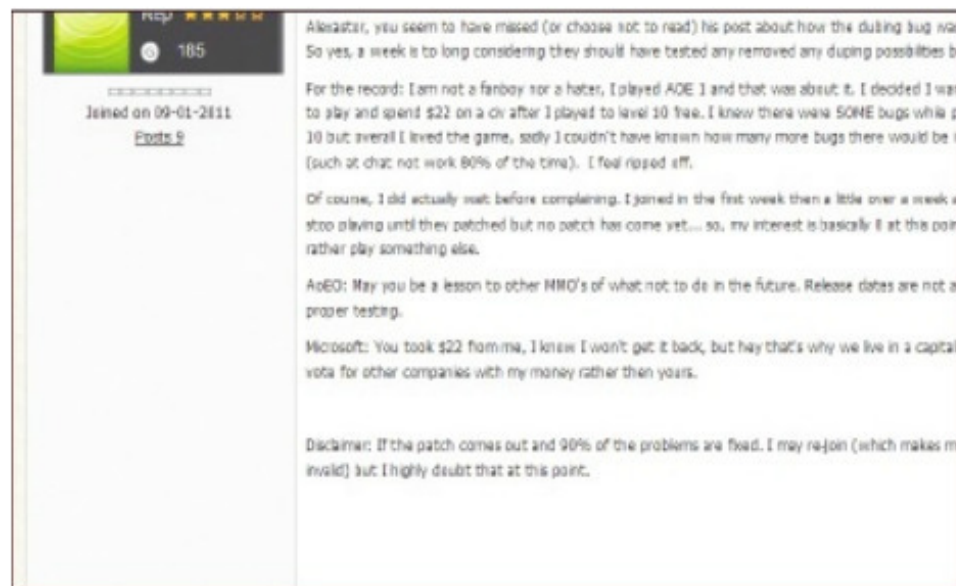 Rep
185
Joined on 09-01-2011
Posts 9
Alexastor, you seem to have missed (or choose not to read) his post about how the dubing bug wa
So yes, a week is to long considering they should have tested any removed any duping possibilities b
For the record: I am not a fanboy nor a hater, I played AOE 1 and that was about it. I decided I wa
to play and spend $22 on a civ after I played to level 10 free. I knew there were SOME bugs while p
10 but overall I loved the game, sadly I couldn't have known how many more bugs there would be
(such at chat not work 80% of the time). I feel ripped off.
Of course, I did actually wait before complaining. I joined in the first week then a little over a week
stop playing until they patched but no patch has come yet... so, my interest is basically 0 at this poin
rather play something else.
AoEO: May you be a lesson to other MMO's of what not to do in the future. Release dates are not a
proper testing.
Microsoft: You took $22 from me, I know I won't get it back, but hey that's why we live in a capital
vote for other companies with my money rather then yours.
Disclaimer: If the patch comes out and 90% of the problems are fixed. I may re-join (which makes m
invalid) but I highly doubt that at this point.